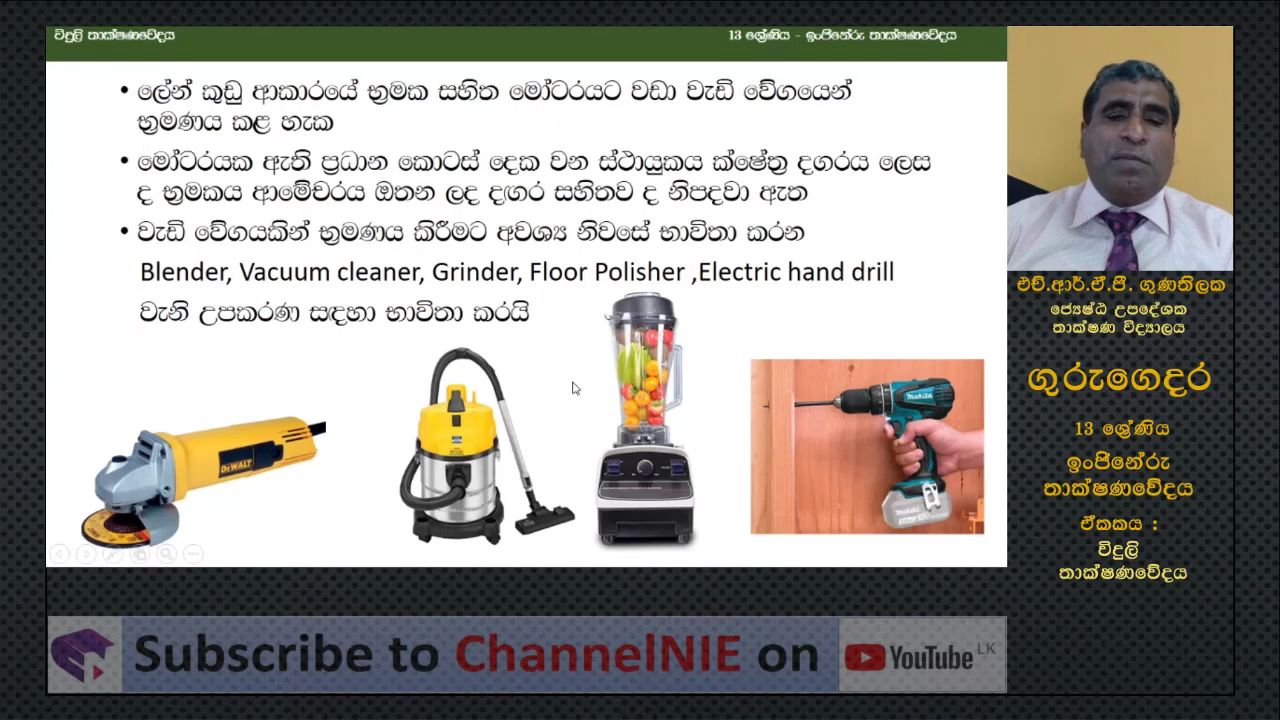 විදුලි තාක්ෂණවේදය
13 ශ්‍රේණිය - ඉංජිනේරු තාක්ෂණවේදය
• ලේන් කුඩු ආකාරයේ භ්‍රමක සහිත මෝටරයට වඩා වැඩි වේගයෙන්
භ්‍රමණය කළ හැක
• මෝටරයක ඇති ප්‍රධාන කොටස් දෙක වන ස්ථායුකය ක්ෂේත්‍ර දගරය ලෙස
ද භ්‍රමකය ආමේචරය ඔතන ලද දඟර සහිතව ද නිපදවා ඇත
• වැඩි වේගයකින් භ්‍රමණය කිරීමට අවශ්‍ය නිවසේ භාවිතා කරන
Blender, Vacuum cleaner, Grinder, Floor Polisher ,Electric hand drill
වැනි උපකරණ සඳහා භාවිතා කරයි
DEWALT
makita
makita
එච්.ආර්.ඒ.පී. ගුණතිලක
ජ්‍යෙෂ්ඨ උපදේශක
තාක්ෂණ විද්‍යාලය
ගුරුගෙදර
13 ශ්‍රේණිය
ඉංජිනේරු
තාක්ෂණවේදය
ඒකකය :
විදුලි
තාක්ෂණවේදය
Subscribe to ChannelNIE on YouTube LK